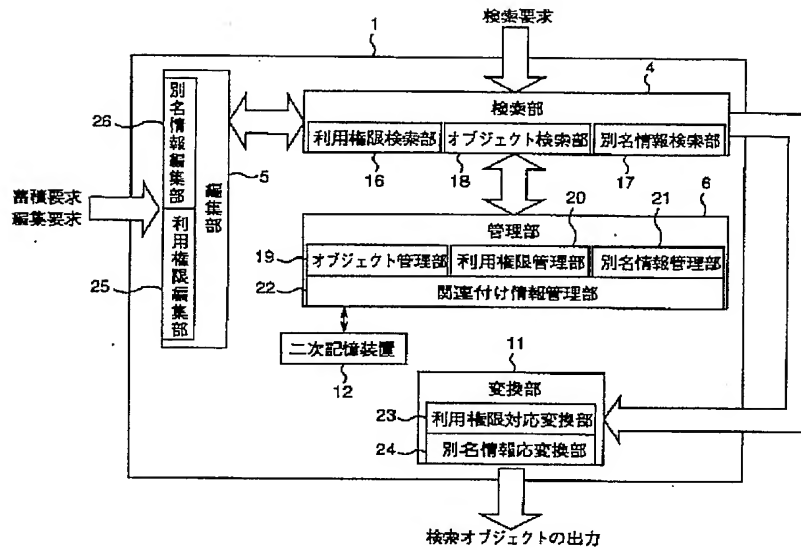 検索要求
1
4
検索部
利用権限検索部
オブジェクト検索部
別名情報検索部
16
18
17
26
別名情報編集部
編集部
5
蓄積要求
編集要求
利用権限編集部
25
6
20
21
管理部
19
オブジェクト管理部
利用権限管理部
別名情報管理部
22
関連付け情報管理部
二次記憶装置
12
11
変換部
23
利用権限対応変換部
24
別名情報応変換部
検索オブジェクトの出力